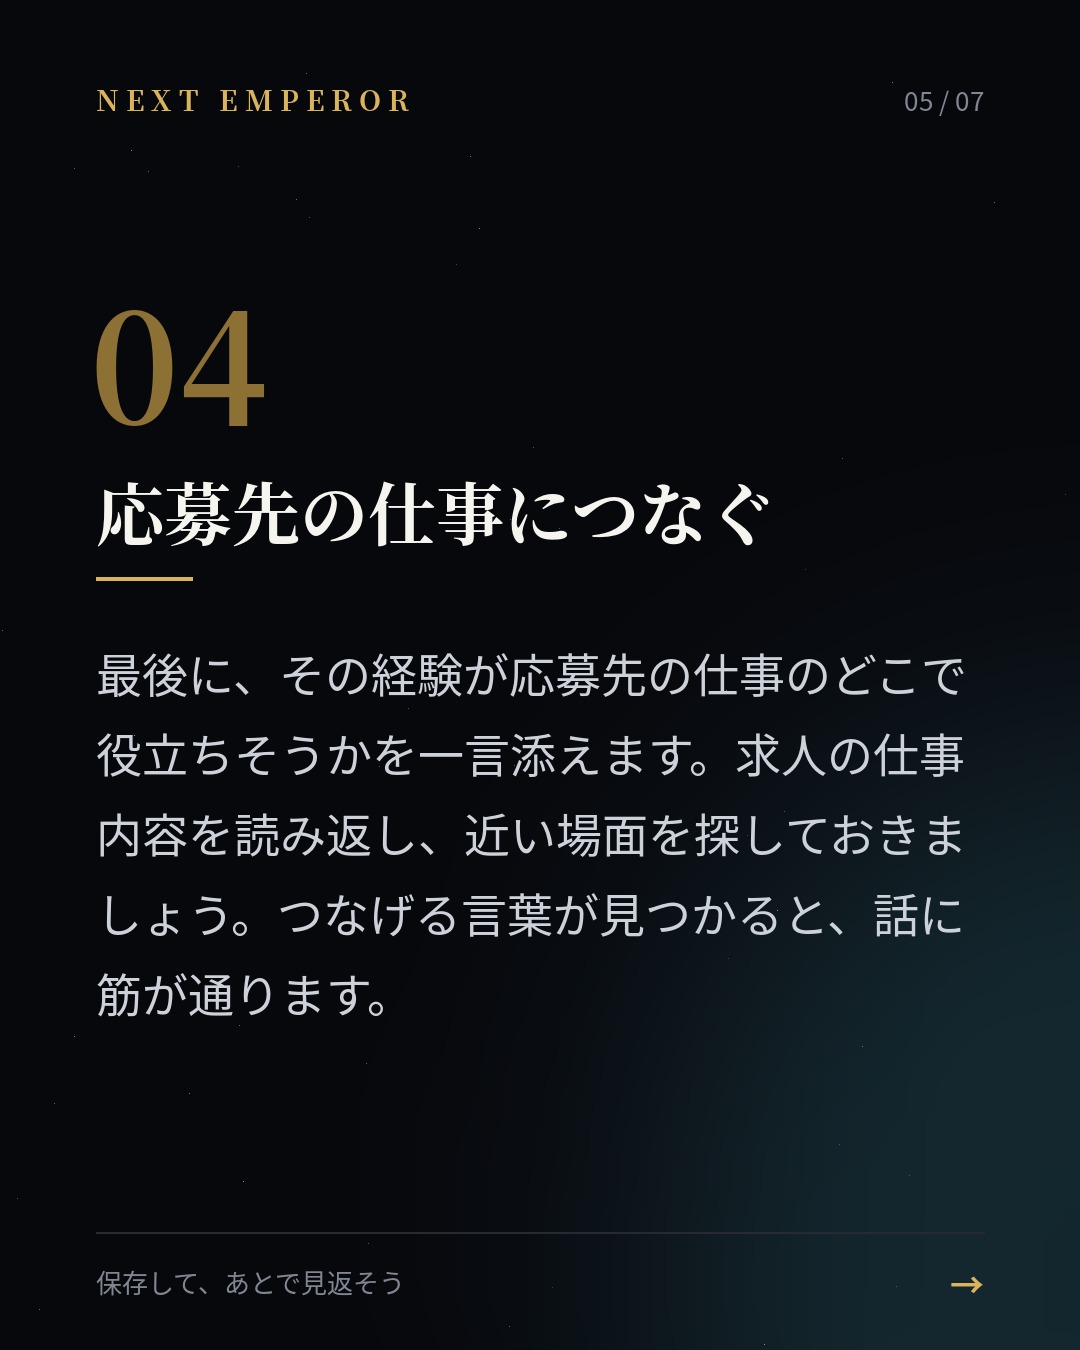 NEXT EMPEROR
05 / 07
04
応募先の仕事につなぐ
最後に、その経験が応募先の仕事のどこで
役立ちそうかを一言添えます。求人の仕事
内容を読み返し、近い場面を探しておきま
しょう。つなげる言葉が見つかると、話に
筋が通ります。
保存して、あとで見返そう
→